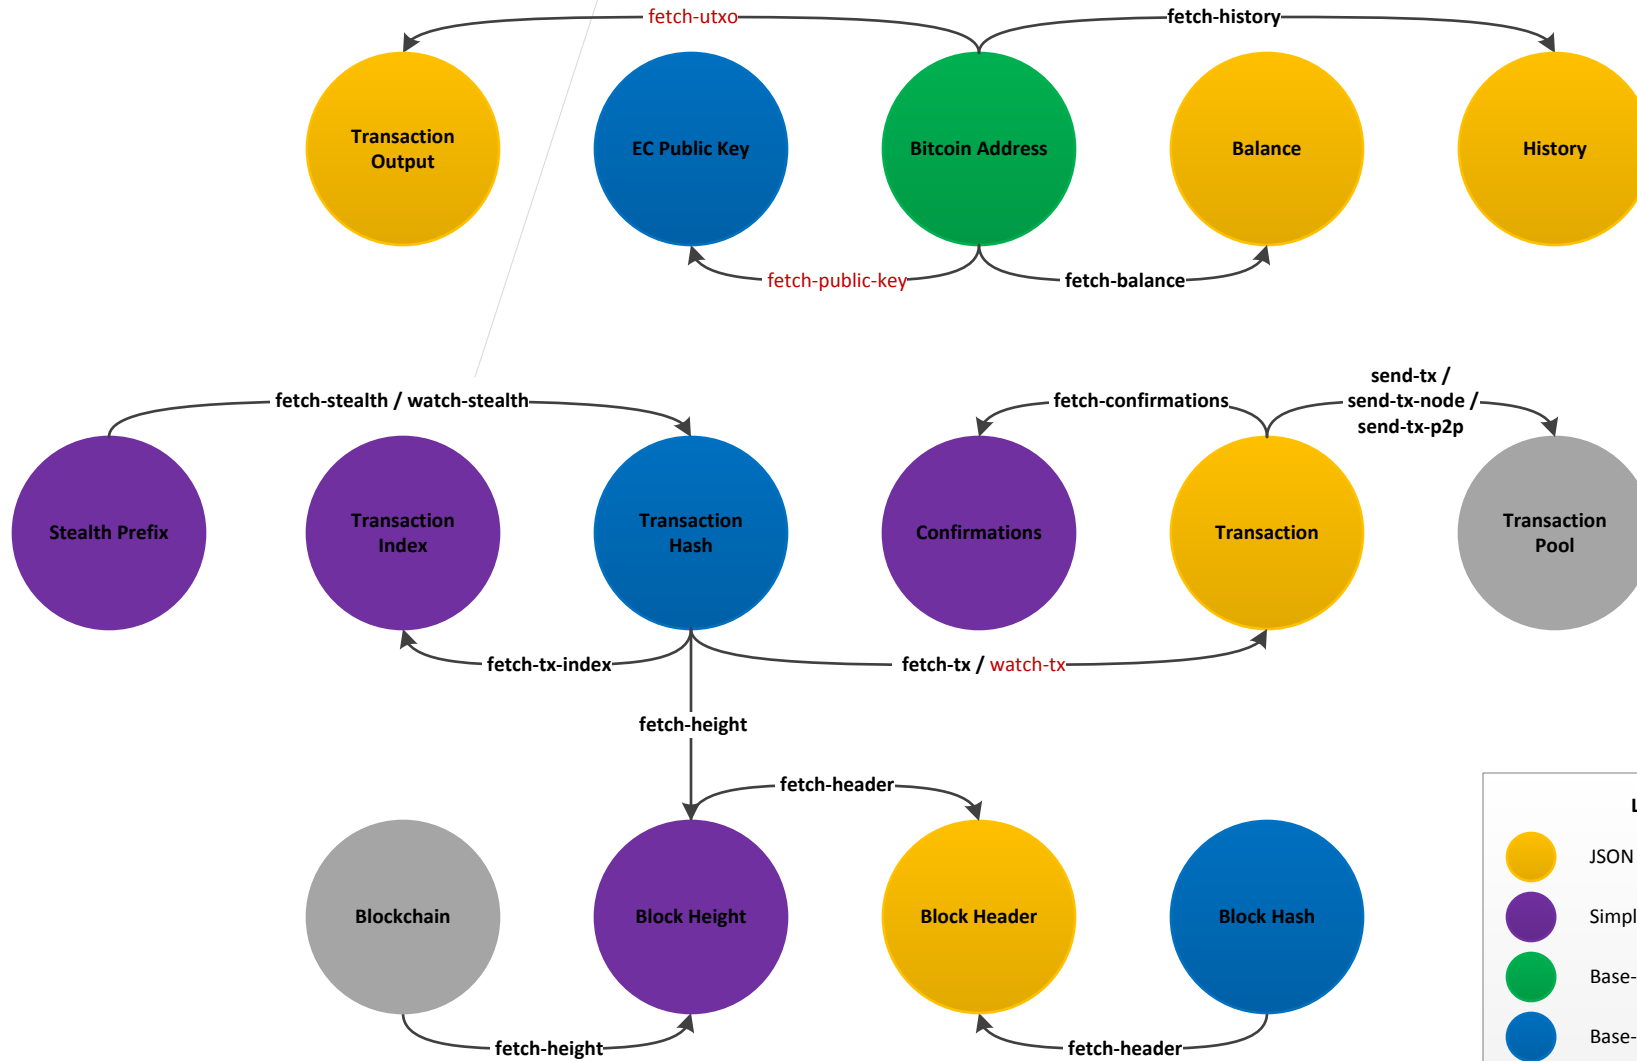 fetch-utxo
fetch-history
Transaction
Output
EC Public Key
Bitcoin Address
Balance
History
fetch-public-key
fetch-balance
fetch-stealth / watch-stealth
fetch-confirmations
send-tx /
send-tx-node /
send-tx-p2p
Stealth Prefix
Transaction
Index
Transaction
Hash
Confirmations
Transaction
Transaction
Pool
fetch-tx-index
fetch-tx / watch-tx
fetch-height
fetch-header
Blockchain
Block Height
Block Header
Block Hash
fetch-height
fetch-header
JSON
Base-
Base-